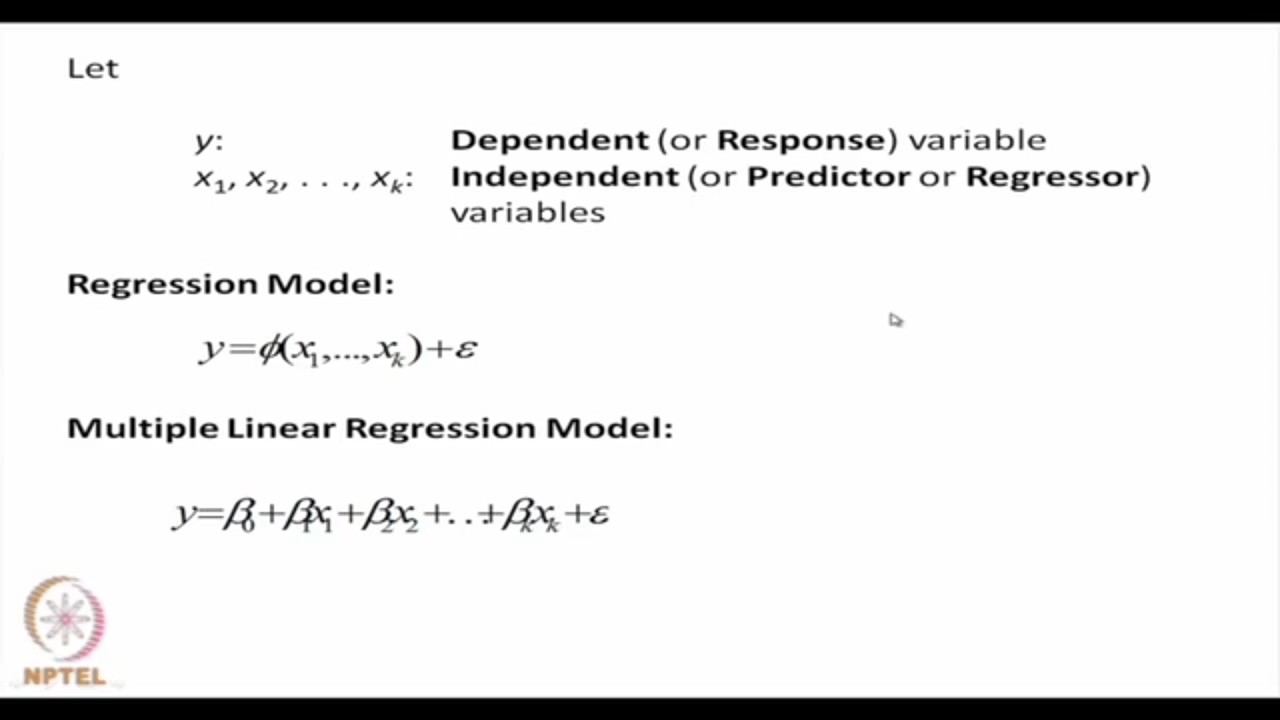 Let
y: Dependent (or Response) variable
x₁, x₂, . . ., xₖ: Independent (or Predictor or Regressor)
variables
Regression Model:
y=ϕ(x₁,...,xₖ)+ε
Multiple Linear Regression Model:
y=β₀+β₁x₁+β₂x₂+...+βₖxₖ+ε
NPTEL